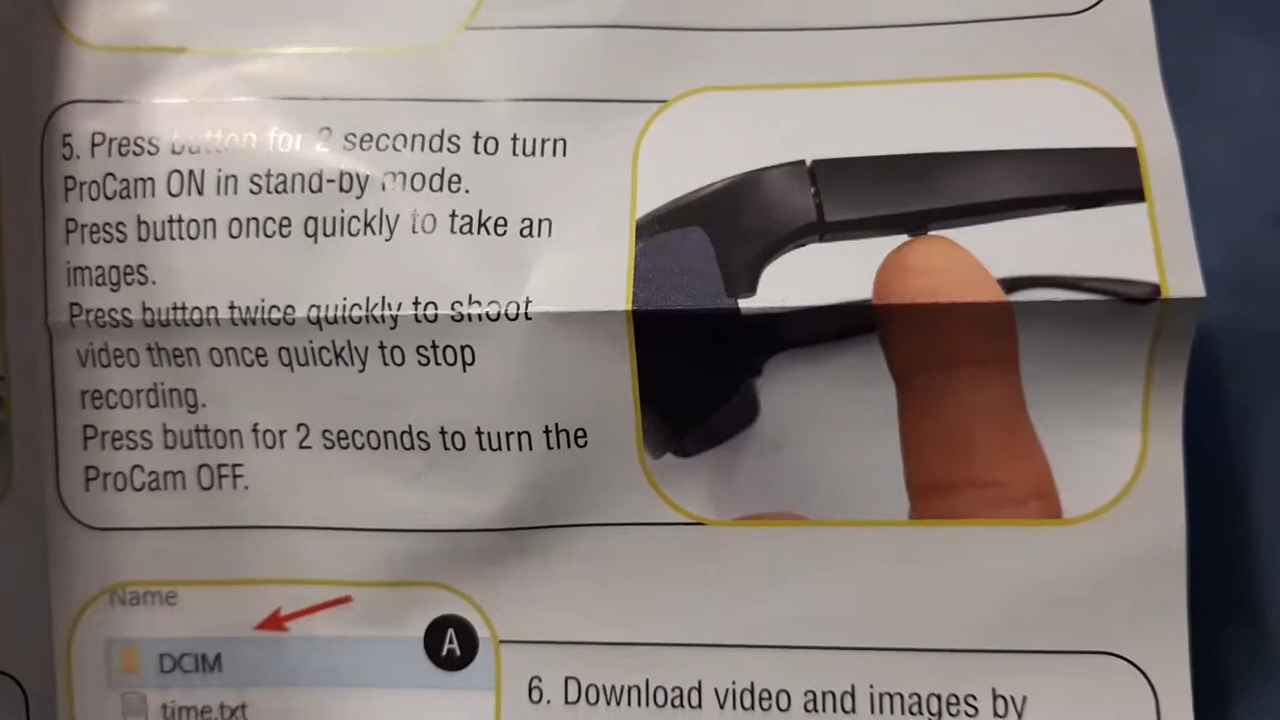 5. Press button for 2 seconds to turn
ProCam ON in stand-by mode.
Press button once quickly to take an
images.
Press button twice quickly to shoot
video then once quickly to stop
recording.
Press button for 2 seconds to turn the
ProCam OFF.
Name
A
DCIM
time.txt
6. Download video and images by